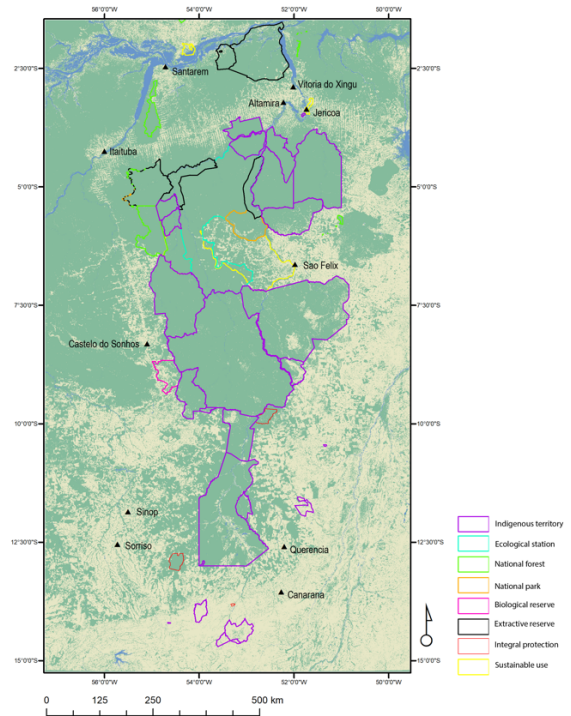 56°0'0"W 54°0'0"W 52°0'0"W 50°0'0"W
2°30'0"S 2°30'0"S
Santarem
Vitoria do Xingu
Altamira
Jericoa
Itaituba
5°0'0"S 5°0'0"S
Sao Felix
7°30'0"S 7°30'0"S
Castelo do Sonhos
10°0'0"S 10°0'0"S
Sinop
Sorriso
12°30'0"S 12°30'0"S
Querencia
Canarana
15°0'0"S 15°0'0"S
56°0'0"W 54°0'0"W 52°0'0"W 50°0'0"W
Indigenous territory
Ecological station
National forest
National park
Biological reserve
Extractive reserve
Integral protection
Sustainable use
0 125 250 500 km